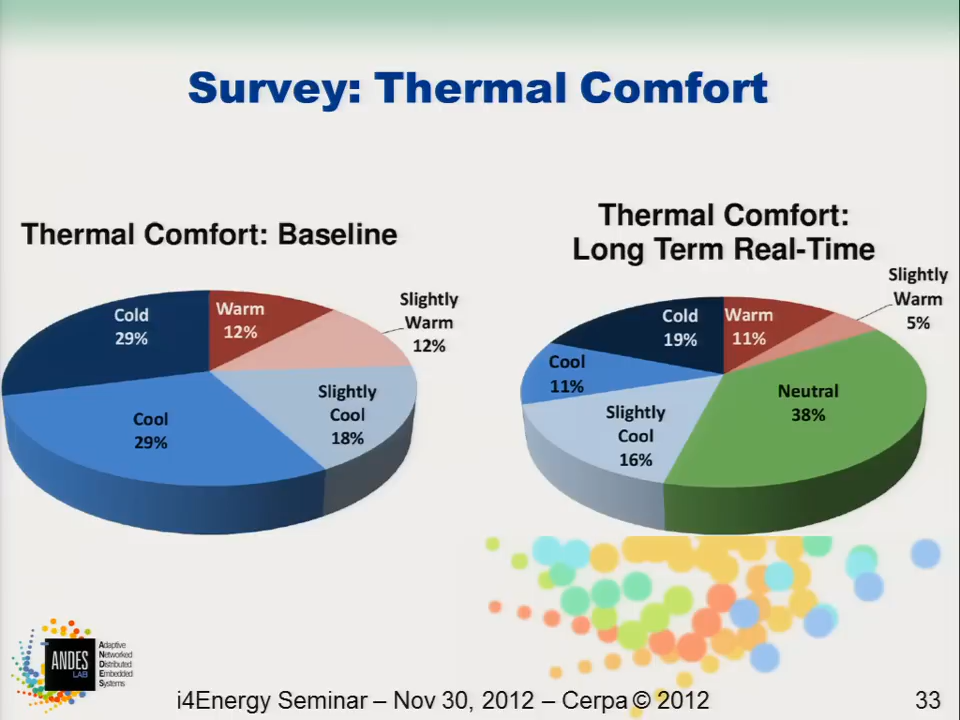 Survey: Thermal Comfort
Thermal Comfort: Baseline
Cold
29%
Warm
12%
Slightly
Warm
12%
Slightly
Cool
18%
Cool
29%
Thermal Comfort:
Long Term Real-Time
Slightly
Warm
5%
Cold
19%
Warm
11%
Cool
11%
Neutral
38%
Slightly
Cool
16%
ANDES
LAB
Adaptive
Networked
Distributed
Embedded
Systems
i4Energy Seminar – Nov 30, 2012 – Cerpa © 2012
33